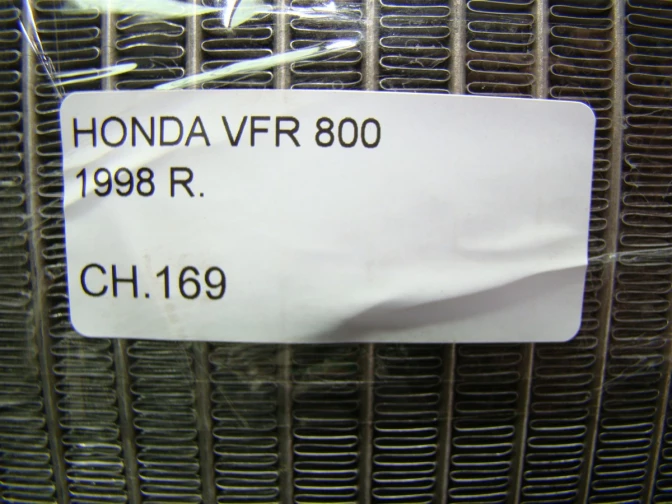 HONDA VFR 800
1998 R.
CH.169